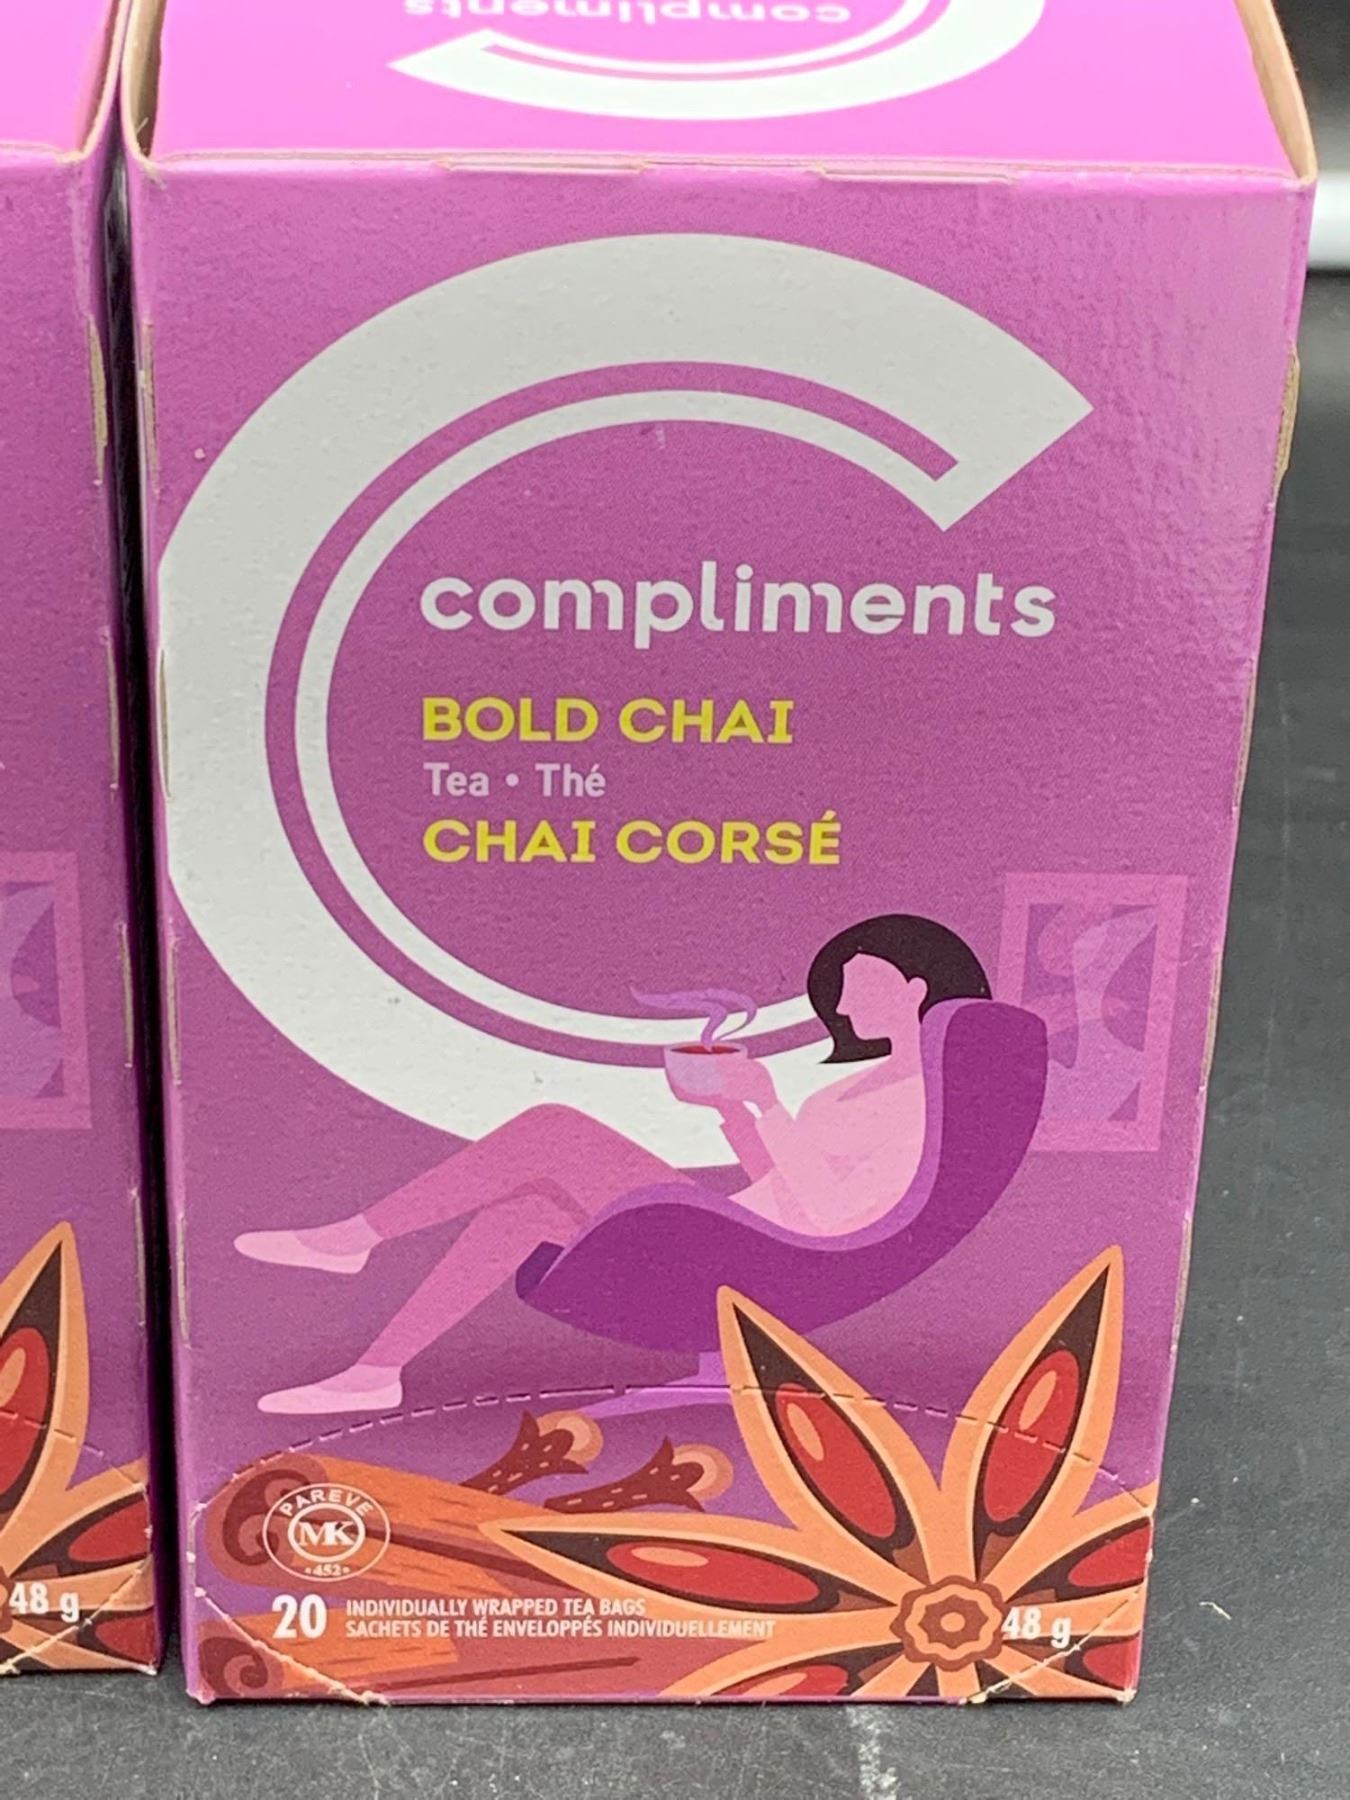 compliments
compliments
BOLD CHAI
Tea • Thé
CHAI CORSÉ
PAREVE
MK
•452•
20 INDIVIDUALLY WRAPPED TEA BAGS
SACHETS DE THÉ ENVELOPPÉS INDIVIDUELLEMENT
48 g
48 g